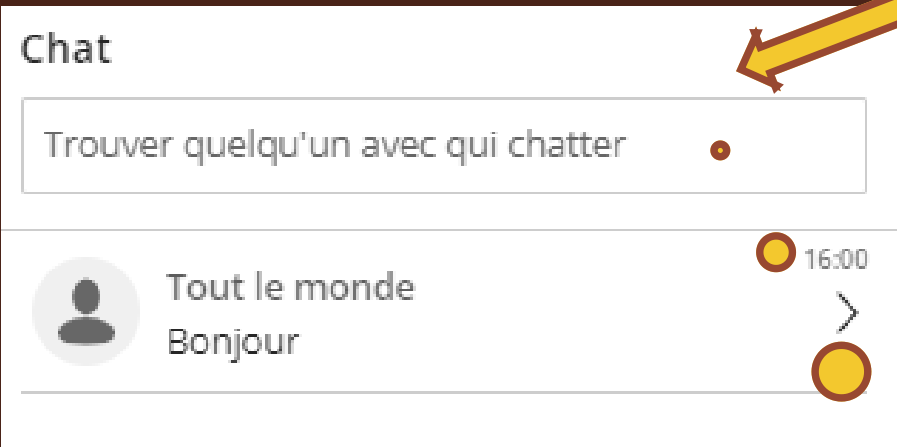 Chat
Trouver quelqu'un avec qui chatter
16:00
Tout le monde
Bonjour